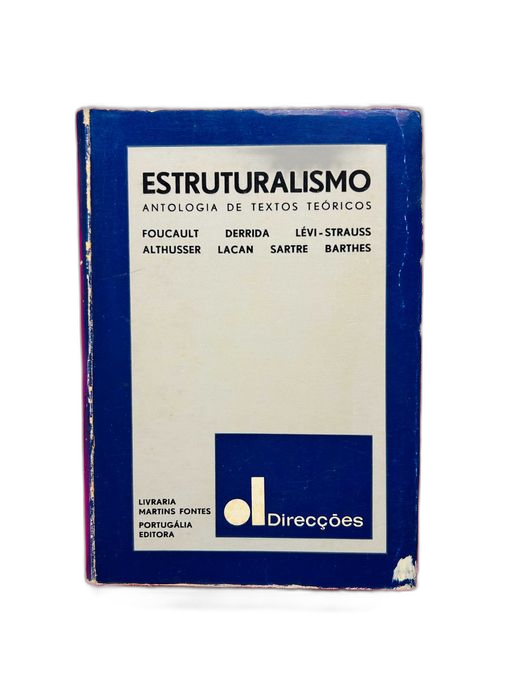 ESTRUTURALISMO
ANTOLOGIA DE TEXTOS TEÓRICOS
FOUCAULT DERRIDA LÉVI-STRAUSS
ALTHUSSER LACAN SARTRE BARTHES
LIVRARIA
MARTINS FONTES
PORTUGÁLIA
EDITORA
d Direcções